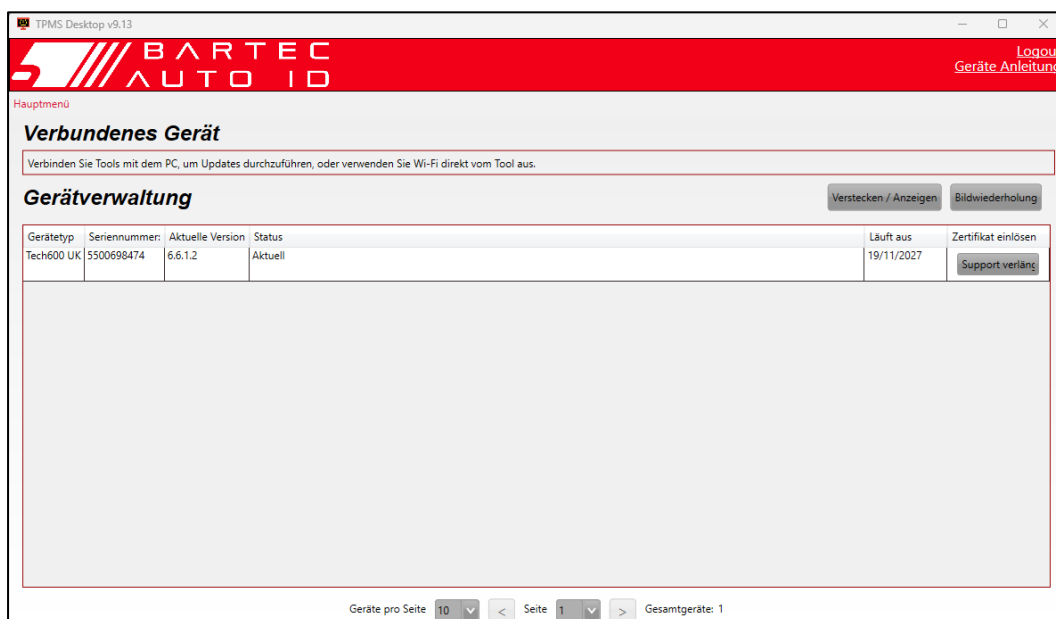 TPMS Desktop v9.13
BARTEC
AUTO ID
Logou
Geräte Anleitung
Hauptmenü
Verbundenes Gerät
Verbinden Sie Tools mit dem PC, um Updates durchzuführen, oder verwenden Sie Wi-Fi direkt vom Tool aus.
Gerätverwaltung
Verstecken / Anzeigen Bildwiederholung
Gerätetyp Seriennummer: Aktuelle Version Status Läuft aus Zertifikat einlösen
Tech600 UK 5500698474 6.6.1.2 Aktuell 19/11/2027 Support verläng
Geräte pro Seite 10 < Seite 1 > Gesamtgeräte: 1